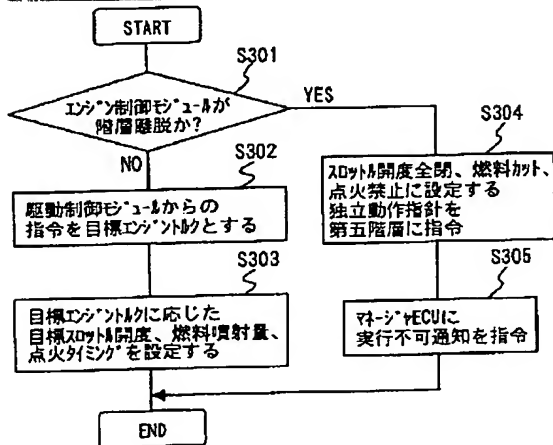 START
S301
エンジン制御モジュールが
階層離脱か?
YES
NO
S302
駆動制御モジュールからの
指令を目標エンジントルクとする
S303
目標エンジントルクに応じた
目標スロットル開度、燃料噴射量、
点火タイミングを設定する
S304
スロットル開度全閉、燃料カット、
点火禁止に設定する
独立動作指針を
第五階層に指令
S305
マネージャECUに
実行不可通知を指令
END